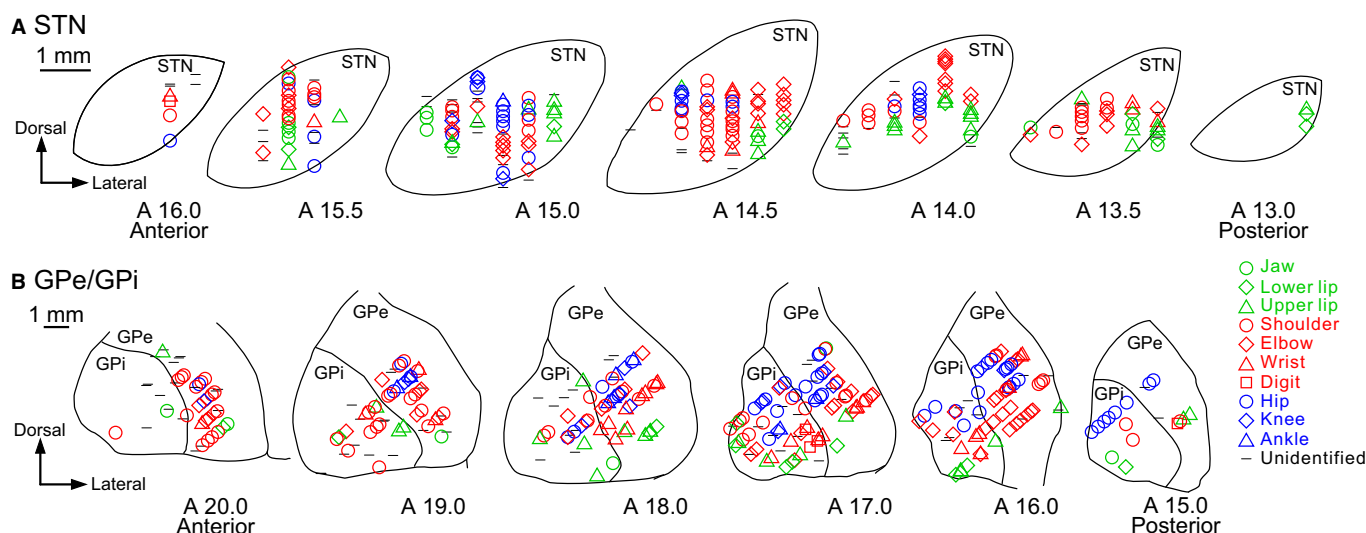 A STN
1 mm
STN
STN
STN
STN
STN
STN
STN
Dorsal
Lateral
A 16.0
Anterior
A 15.5
A 15.0
A 14.5
A 14.0
A 13.5
A 13.0
Posterior
B GPe/GPi
1 mm
GPe
GPi
GPe
GPi
GPe
GPi
GPe
GPi
GPe
GPi
GPe
GPi
Dorsal
Lateral
A 20.0
Anterior
A 19.0
A 18.0
A 17.0
A 16.0
A 15.0
Posterior
Jaw
Lower lip
Upper lip
Shoulder
Elbow
Wrist
Digit
Hip
Knee
Ankle
Unidentified